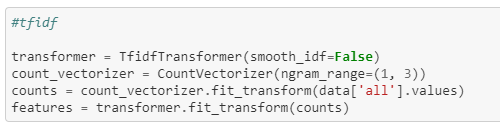 #tfidf
transformer = TfidfTransformer(smooth_idf=False)
count_vectorizer = CountVectorizer(ngram_range=(1, 3))
counts = count_vectorizer.fit_transform(data['all'].values)
features = transformer.fit_transform(counts)